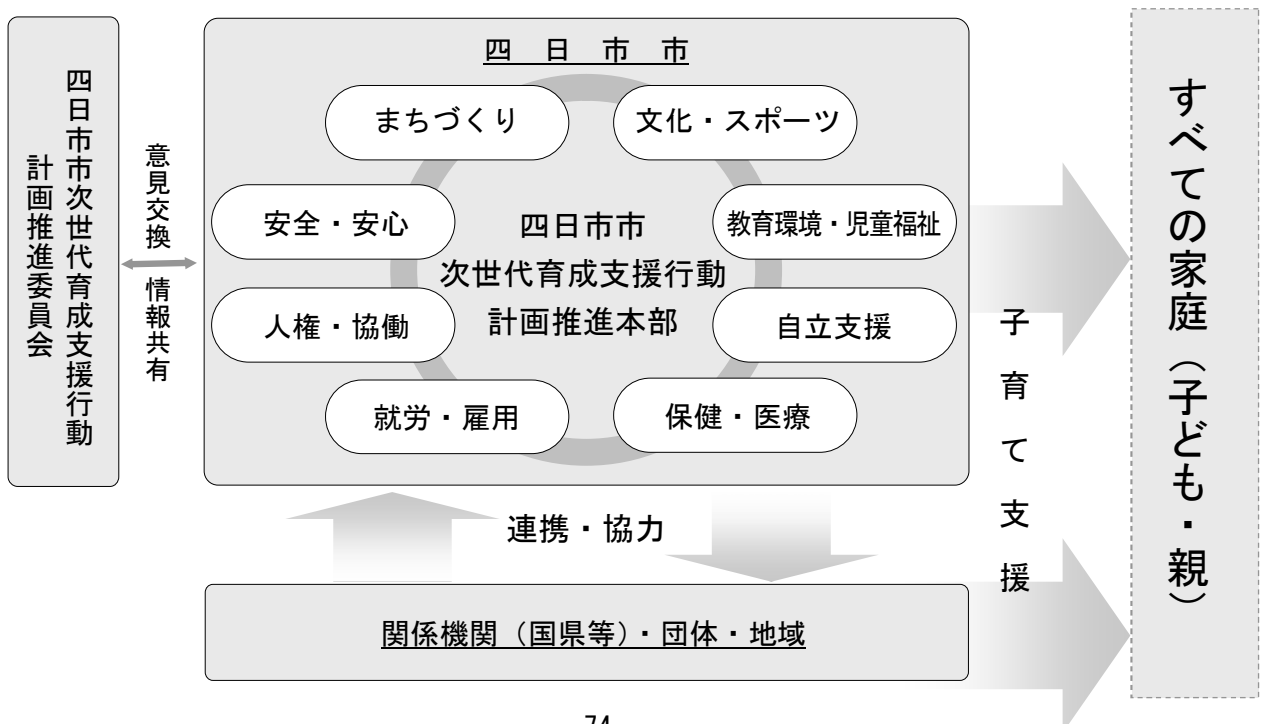 四日市市次世代育成支援行動
計画推進委員会
意見交換
情報共有
四日市市
まちづくり
文化・スポーツ
安全・安心
教育環境・児童福祉
四日市市
次世代育成支援行動
計画推進本部
人権・協働
自立支援
就労・雇用
保健・医療
連携・協力
関係機関（国県等）・団体・地域
子育て支援
すべての家庭（子ども・親）
74